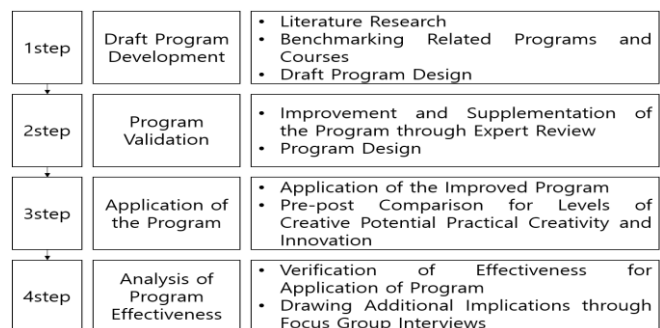 1step
Draft Program
Development
• Literature Research
• Benchmarking Related Programs and
Courses
• Draft Program Design
2step
Program
Validation
• Improvement and Supplementation of
the Program through Expert Review
• Program Design
3step
Application of
the Program
• Application of the Improved Program
• Pre-post Comparison for Levels of
Creative Potential Practical Creativity and
Innovation
4step
Analysis of
Program
Effectiveness
• Verification of Effectiveness for
Application of Program
• Drawing Additional Implications through
Focus Group Interviews